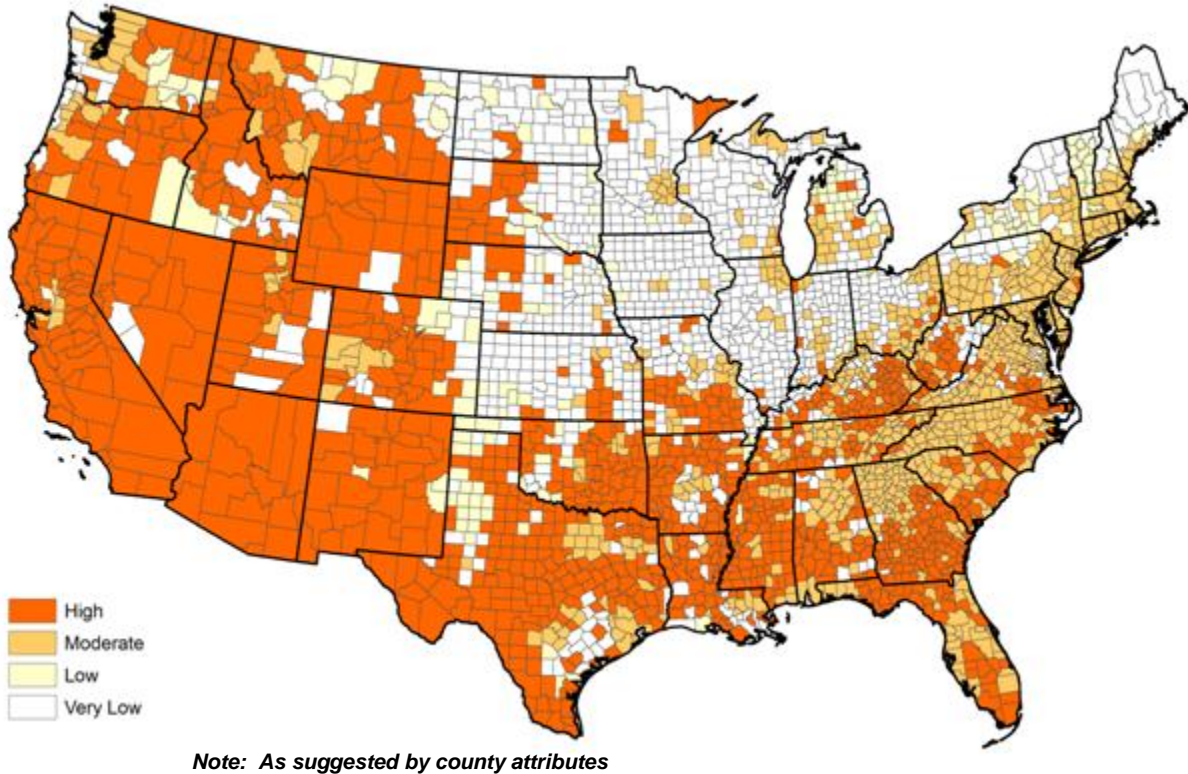 High
Moderate
Low
Very Low
Note: As suggested by county attributes